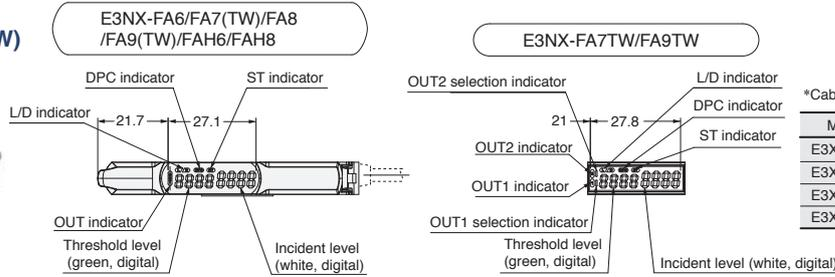 W)
E3NX-FA6/FA7(TW)/FA8
/FA9(TW)/FAH6/FAH8
DPC indicator
ST indicator
L/D indicator
21.7
27.1
OUT indicator
Threshold level
(green, digital)
Incident level
(white, digital)
E3NX-FA7TW/FA9TW
OUT2 selection indicator
L/D indicator
DPC indicator
21
27.8
ST indicator
OUT2 indicator
OUT1 indicator
OUT1 selection indicator
Threshold level
(green, digital)
Incident level (white, digital)
*Cab
M
E3X
E3X
E3X
E3X